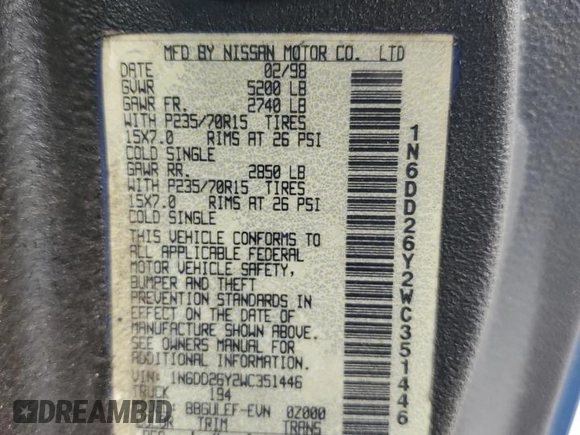 MFD BY NISSAN MOTOR CO. LTD
DATE 02/98
GVWR 5200 LB
GAWR FR. 2740 LB
WITH P235/70R15 TIRES
15X7.0 RIMS AT 26 PSI
COLD SINGLE
GAWR RR. 2850 LB
WITH P235/70R15 TIRES
15X7.0 RIMS AT 26 PSI
COLD SINGLE
THIS VEHICLE CONFORMS TO
ALL APPLICABLE FEDERAL
MOTOR VEHICLE SAFETY,
BUMPER AND THEFT
PREVENTION STANDARDS IN
EFFECT ON THE DATE OF
MANUFACTURE SHOWN ABOVE.
SEE OWNERS MANUAL FOR
ADDITIONAL INFORMATION.
VIN: 1N6DD26Y2WC351446
TRUCK 194
BBGULEF-EVN 0Z000
COLOR TRIM TRANS
1N6DD26Y2WC351446
DEALERBID.CAR